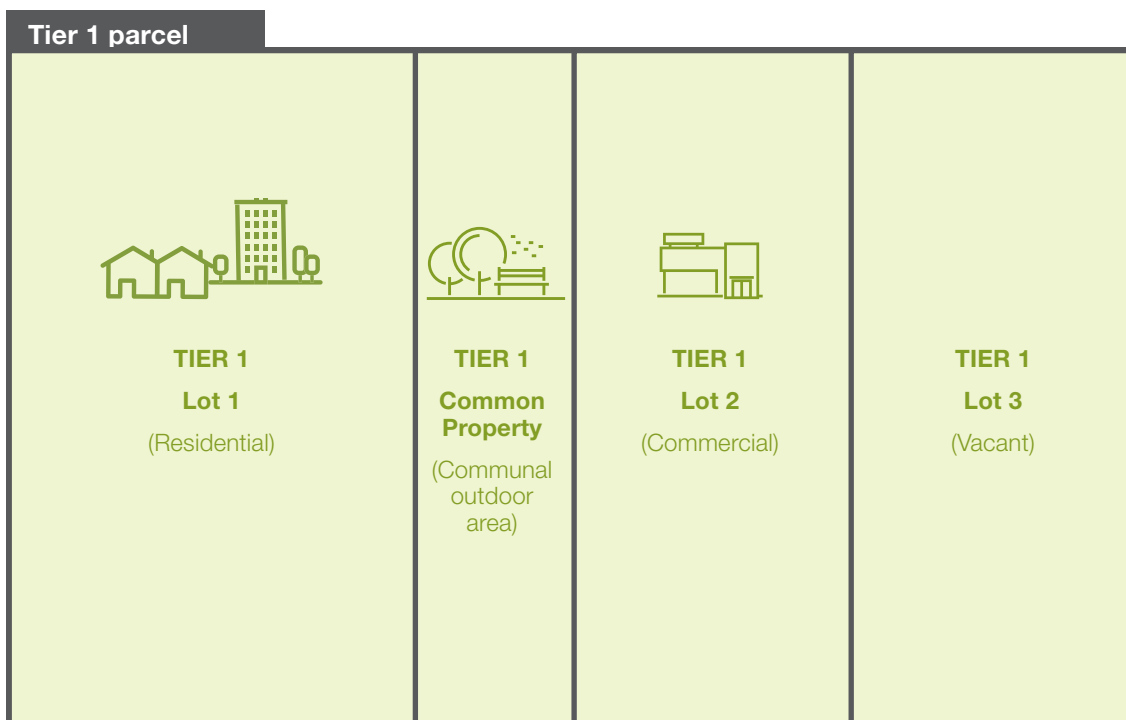 Tier 1 parcel
TIER 1
Lot 1
(Residential)
TIER 1
Common
Property
(Communal
outdoor
area)
TIER 1
Lot 2
(Commercial)
TIER 1
Lot 3
(Vacant)